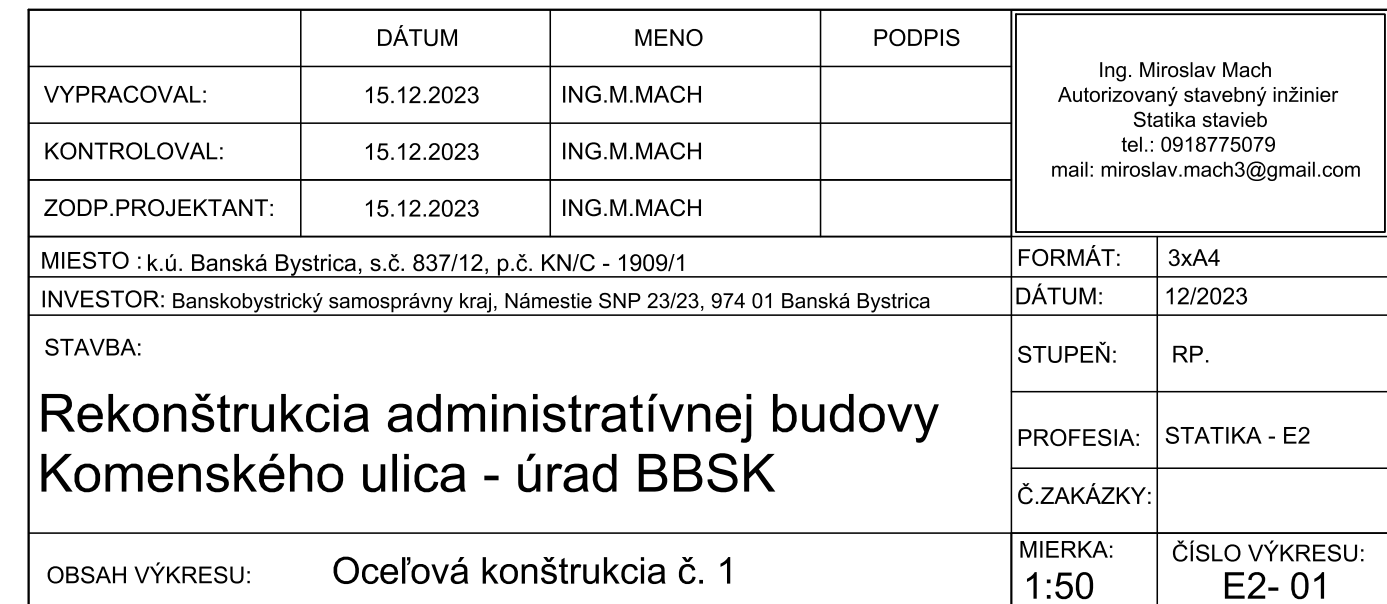 DÁTUM MENO PODPIS
VYPRACOVAL: 15.12.2023 ING.M.MACH
KONTROLOVAL: 15.12.2023 ING.M.MACH
ZODP.PROJEKTANT: 15.12.2023 ING.M.MACH
Ing. Miroslav Mach
Autorizovaný stavebný inžinier
Statika stavieb
tel.: 0918775079
mail: miroslav.mach3@gmail.com
MIESTO : k.ú. Banská Bystrica, s.č. 837/12, p.č. KN/C - 1909/1
INVESTOR: Banskobystrický samosprávny kraj, Námestie SNP 23/23, 974 01 Banská Bystrica
FORMÁT: 3xA4
DÁTUM: 12/2023
STAVBA:
Rekonštrukcia administratívnej budovy
Komenského ulica - úrad BBSK
STUPEŇ: RP.
PROFESIA: STATIKA - E2
Č.ZAKÁZKY:
OBSAH VÝKRESU: Oceľová konštrukcia č. 1
MIERKA:
1:50
ČÍSLO VÝKRESU:
E2- 01